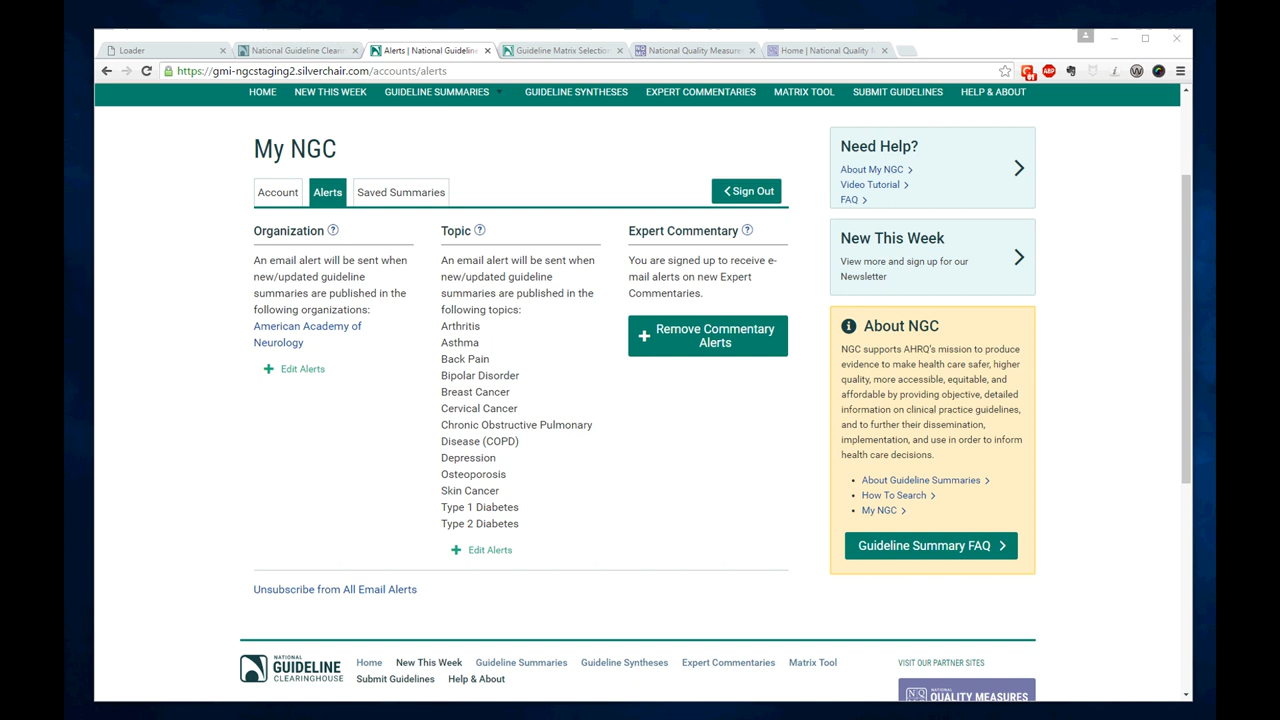 Loader
National Guideline Clearin
Alerts | National Guideline
Guideline Matrix Selection
National Quality Measures
Home | National Quality M
https://gmi-ngcstaging2.silverchair.com/accounts/alerts
HOME
NEW THIS WEEK
GUIDELINE SUMMARIES
GUIDELINE SYNTHESES
EXPERT COMMENTARIES
MATRIX TOOL
SUBMIT GUIDELINES
HELP & ABOUT
My NGC
Account
Alerts
Saved Summaries
Sign Out
Organization ?
An email alert will be sent when
new/updated guideline
summaries are published in the
following organizations:
American Academy of
Neurology
Edit Alerts
Topic ?
An email alert will be sent when
new/updated guideline
summaries are published in the
following topics:
Arthritis
Asthma
Back Pain
Bipolar Disorder
Breast Cancer
Cervical Cancer
Chronic Obstructive Pulmonary
Disease (COPD)
Depression
Osteoporosis
Skin Cancer
Type 1 Diabetes
Type 2 Diabetes
Edit Alerts
Expert Commentary ?
You are signed up to receive e-
mail alerts on new Expert
Commentaries.
Remove Commentary
Alerts
Unsubscribe from All Email Alerts
Need Help?
About My NGC
Video Tutorial
FAQ
New This Week
View more and sign up for our
Newsletter
About NGC
NGC supports AHRQ's mission to produce
evidence to make health care safer, higher
quality, more accessible, equitable, and
affordable by providing objective, detailed
information on clinical practice guidelines,
and to further their dissemination,
implementation, and use in order to inform
health care decisions.
About Guideline Summaries
How To Search
My NGC
Guideline Summary FAQ
NATIONAL
GUIDELINE
CLEARINGHOUSE
Home
New This Week
Guideline Summaries
Guideline Syntheses
Expert Commentaries
Matrix Tool
Submit Guidelines
Help & About
VISIT OUR PARTNER SITES
NATIONAL
QUALITY MEASURES